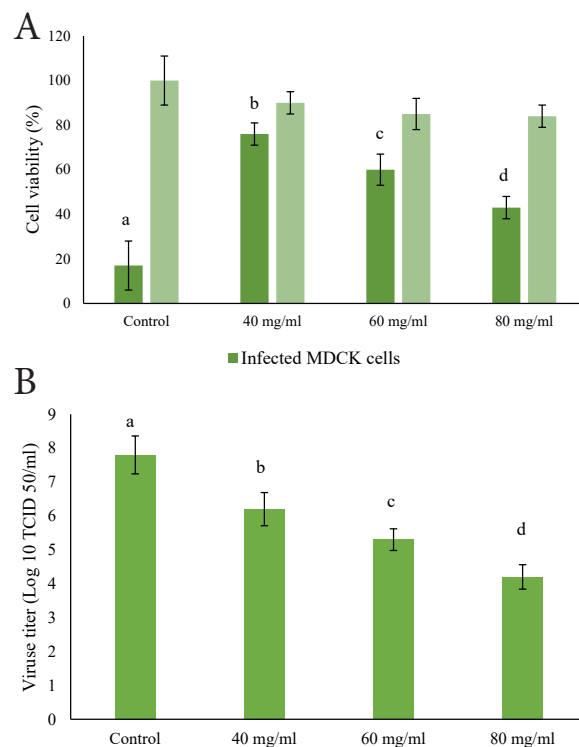 A
Cell viability (%)
120
100
80
60
40
20
0
a
b
c
d
Control
40 mg/ml
60 mg/ml
80 mg/ml
Infected MDCK cells
B
Viruse titer (Log 10 TCID 50/ml)
9
8
7
6
5
4
3
2
1
0
a
b
c
d
Control
40 mg/ml
60 mg/ml
80 mg/ml